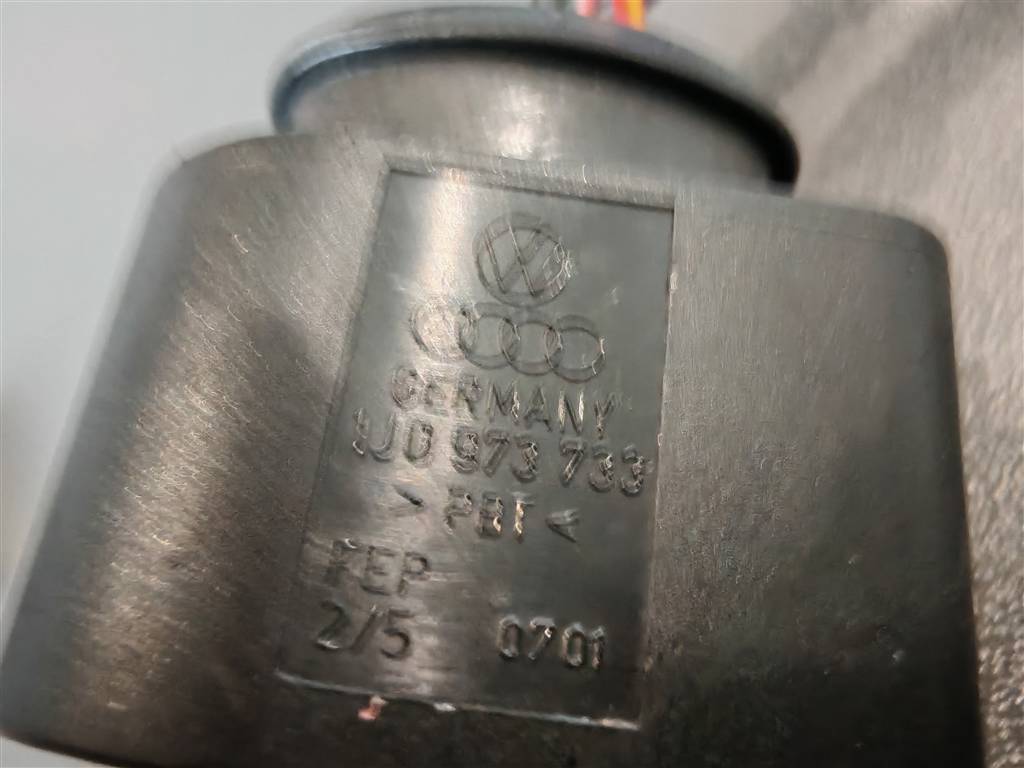 GERMANY
1J0 973 733
> PBT <
FEP
2/5 0701